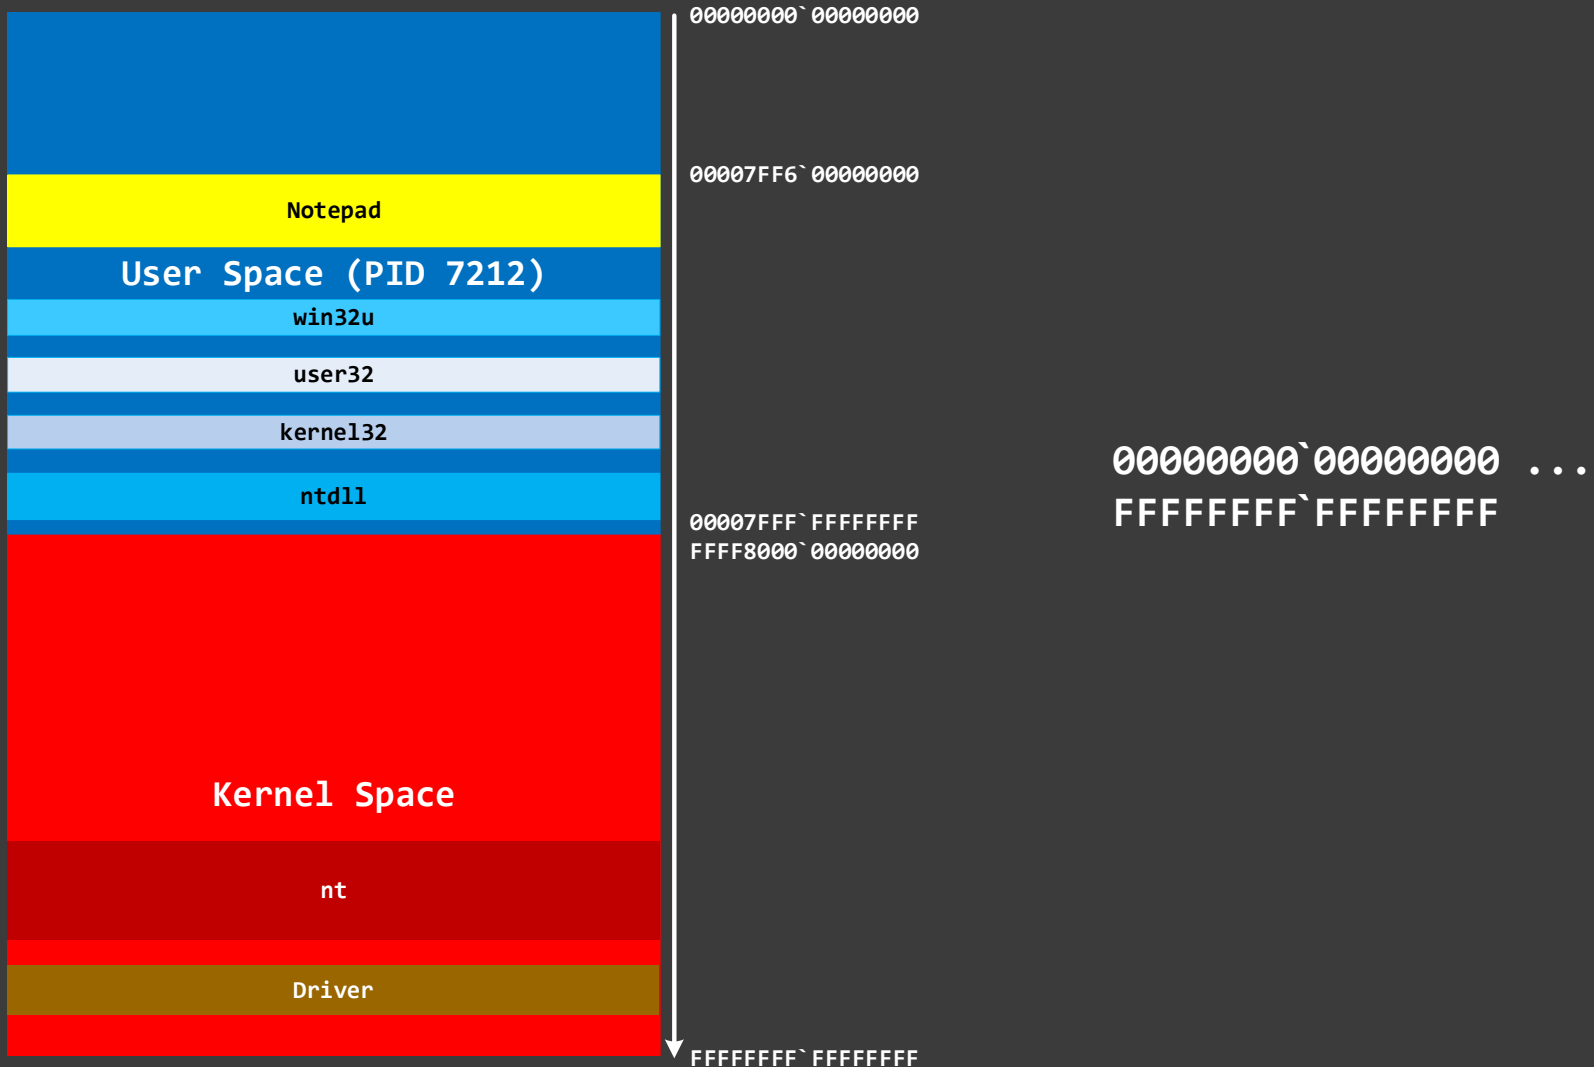 00000000`00000000
00007FF6`00000000
Notepad
User Space (PID 7212)
win32u
user32
kernel32
ntdll
00007FFF`FFFFFFFF
FFFF8000`00000000
00000000`00000000 ...
FFFFFFFF`FFFFFFFF
Kernel Space
nt
Driver
FFFFFFFF`FFFFFFFF